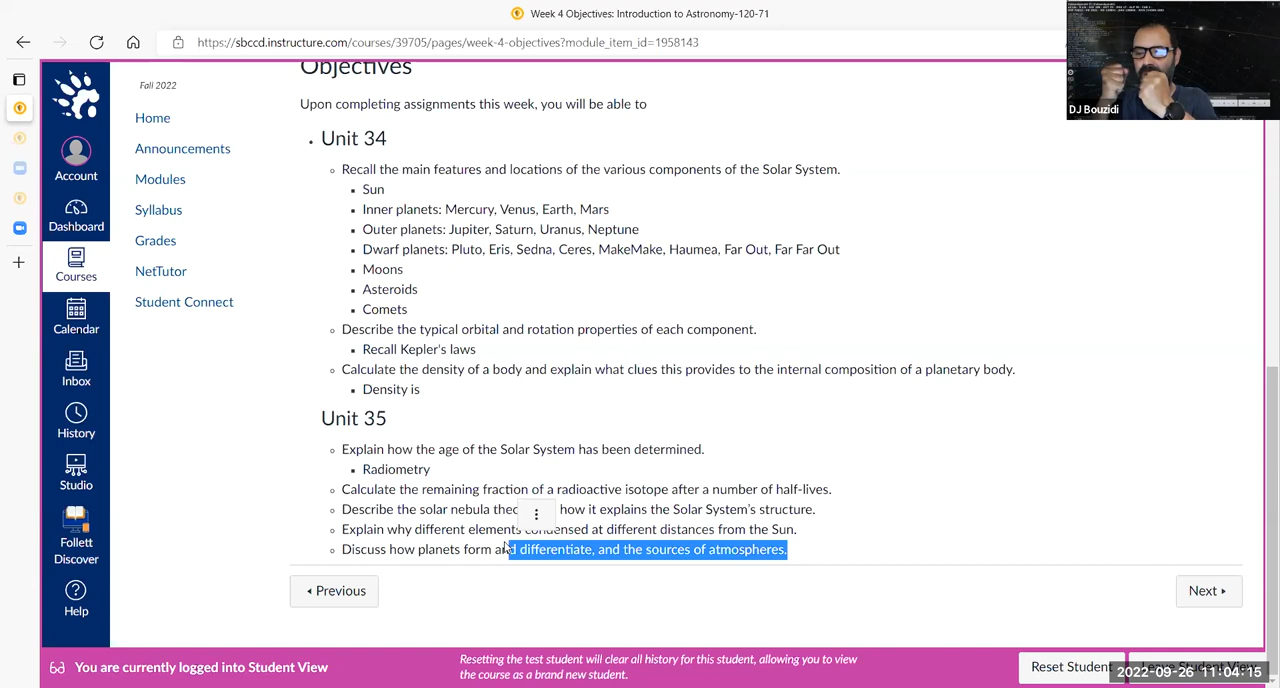 Week 4 Objectives: Introduction to Astronomy-120-71
https://sbccd.instructure.com/courses/39705/pages/week-4-objectives?module_item_id=1958143
DJ Bouzidi
Account
Dashboard
Courses
Calendar
Inbox
History
Studio
Follett
Discover
Help
Fall 2022
Home
Announcements
Modules
Syllabus
Grades
NetTutor
Student Connect
Objectives
Upon completing assignments this week, you will be able to
Unit 34
Recall the main features and locations of the various components of the Solar System.
Sun
Inner planets: Mercury, Venus, Earth, Mars
Outer planets: Jupiter, Saturn, Uranus, Neptune
Dwarf planets: Pluto, Eris, Sedna, Ceres, MakeMake, Haumea, Far Out, Far Far Out
Moons
Asteroids
Comets
Describe the typical orbital and rotation properties of each component.
Recall Kepler's laws
Calculate the density of a body and explain what clues this provides to the internal composition of a planetary body.
Density is
Unit 35
Explain how the age of the Solar System has been determined.
Radiometry
Calculate the remaining fraction of a radioactive isotope after a number of half-lives.
Describe the solar nebula how it explains the Solar System's structure.
Explain why different elements condensed at different distances from the Sun.
Discuss how planets form and differentiate, and the sources of atmospheres.
Previous
Next
You are currently logged into Student View
Resetting the test student will clear all history for this student, allowing you to view
the course as a brand new student.
Reset Student
Leave Student View
2022-09-26 11:04:15